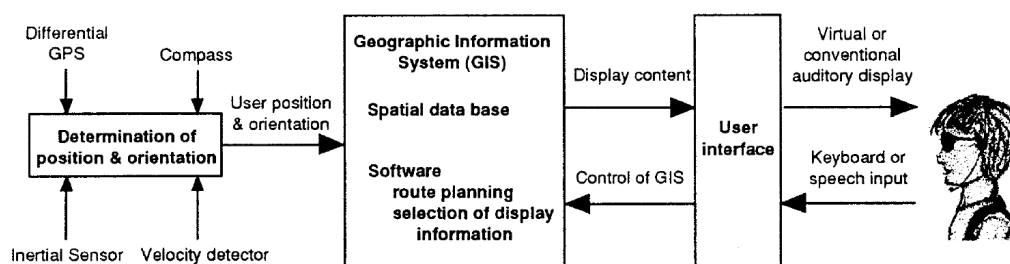 Differential
GPS
Compass
Determination of
position & orientation
Inertial Sensor
Velocity detector
User position
& orientation
Geographic Information
System (GIS)
Spatial data base
Software
route planning
selection of display
information
Display content
Control of GIS
User
interface
Virtual or
conventional
auditory display
Keyboard or
speech input